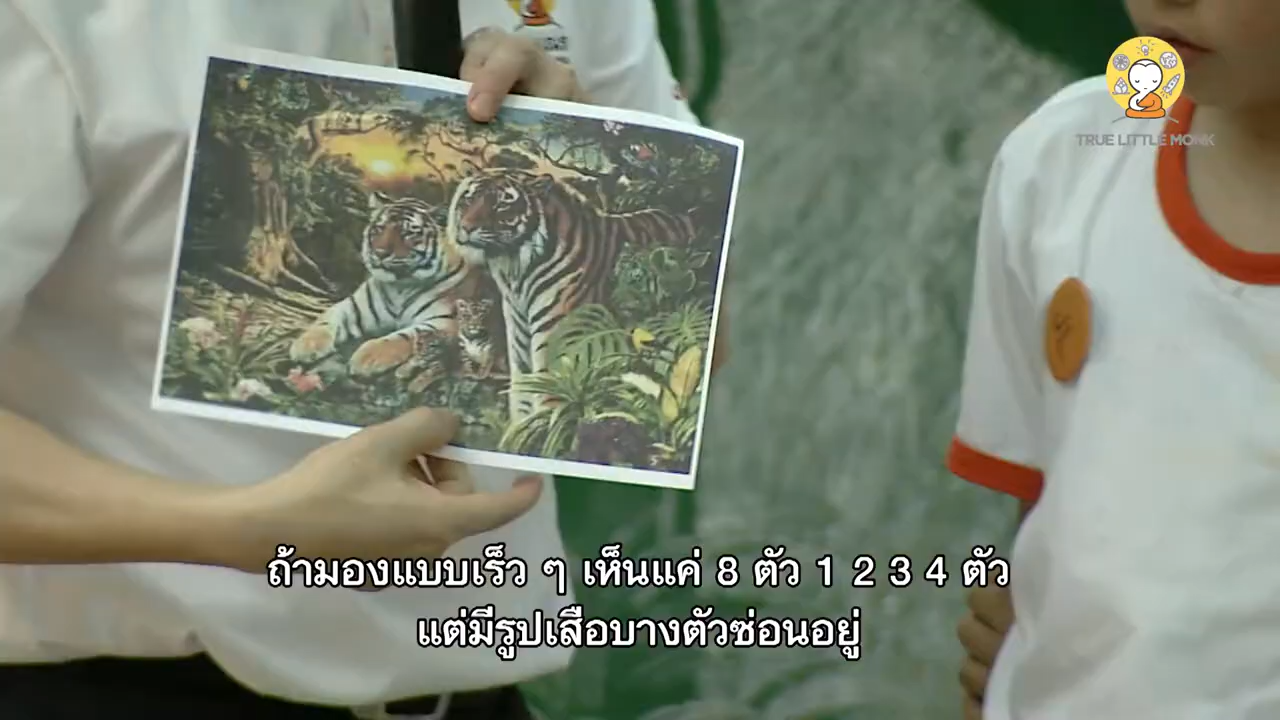 TRUE LITTLE MONK
ถ้ามองแบบเร็ว ๆ เห็นแค่ 8 ตัว 1 2 3 4 ตัว
แต่มีรูปเสือบางตัวซ่อนอยู่